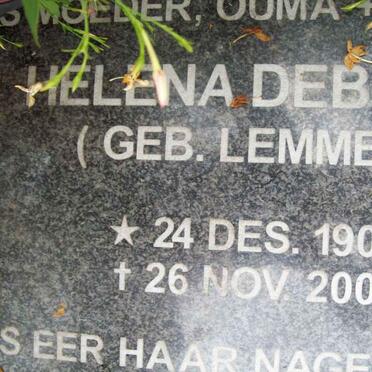 S MOEDER, OUMA
HELENA DEB
( GEB. LEMME
★ 24 DES. 190
† 26 NOV. 200
S EER HAAR NAGE